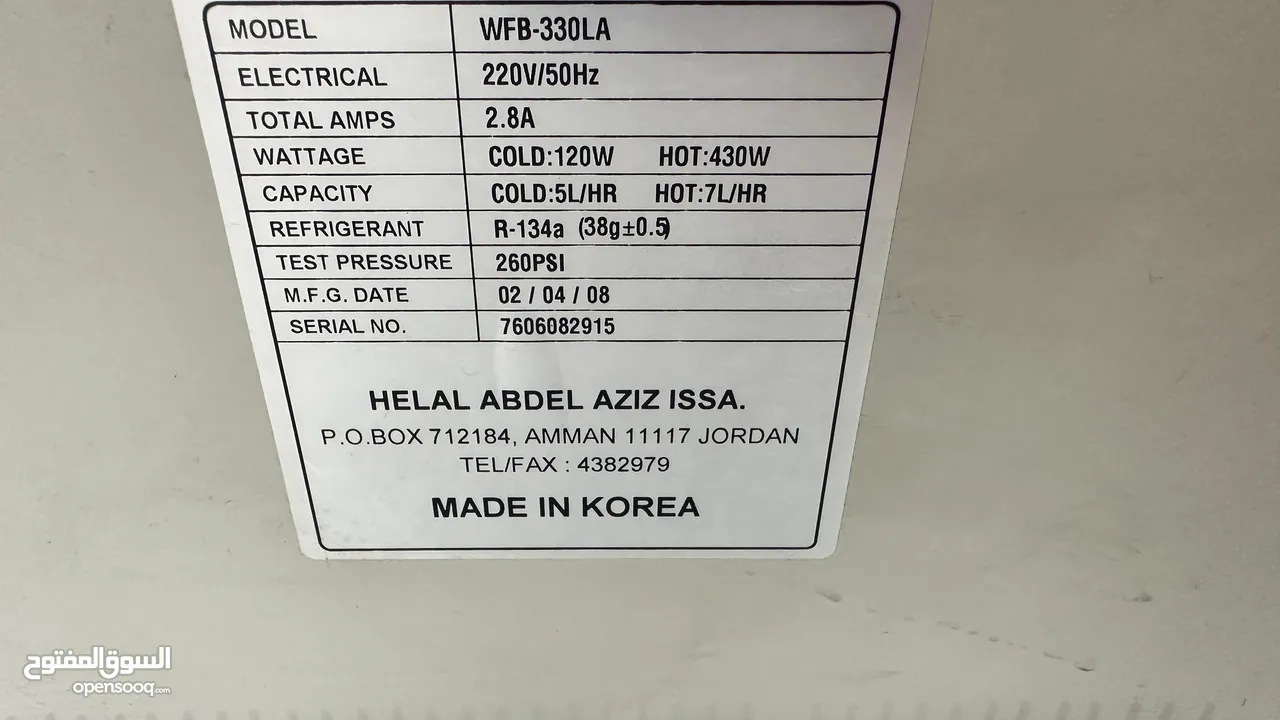 MODEL WFB-330LA
ELECTRICAL 220V/50Hz
TOTAL AMPS 2.8A
WATTAGE COLD:120W HOT:430W
CAPACITY COLD:5L/HR HOT:7L/HR
REFRIGERANT R-134a (38g±0.5)
TEST PRESSURE 260PSI
M.F.G. DATE 02 / 04 / 08
SERIAL NO. 7606082915
HELAL ABDEL AZIZ ISSA.
P.O.BOX 712184, AMMAN 11117 JORDAN
TEL/FAX : 4382979
MADE IN KOREA
السوق المفتوح
opensooq.com